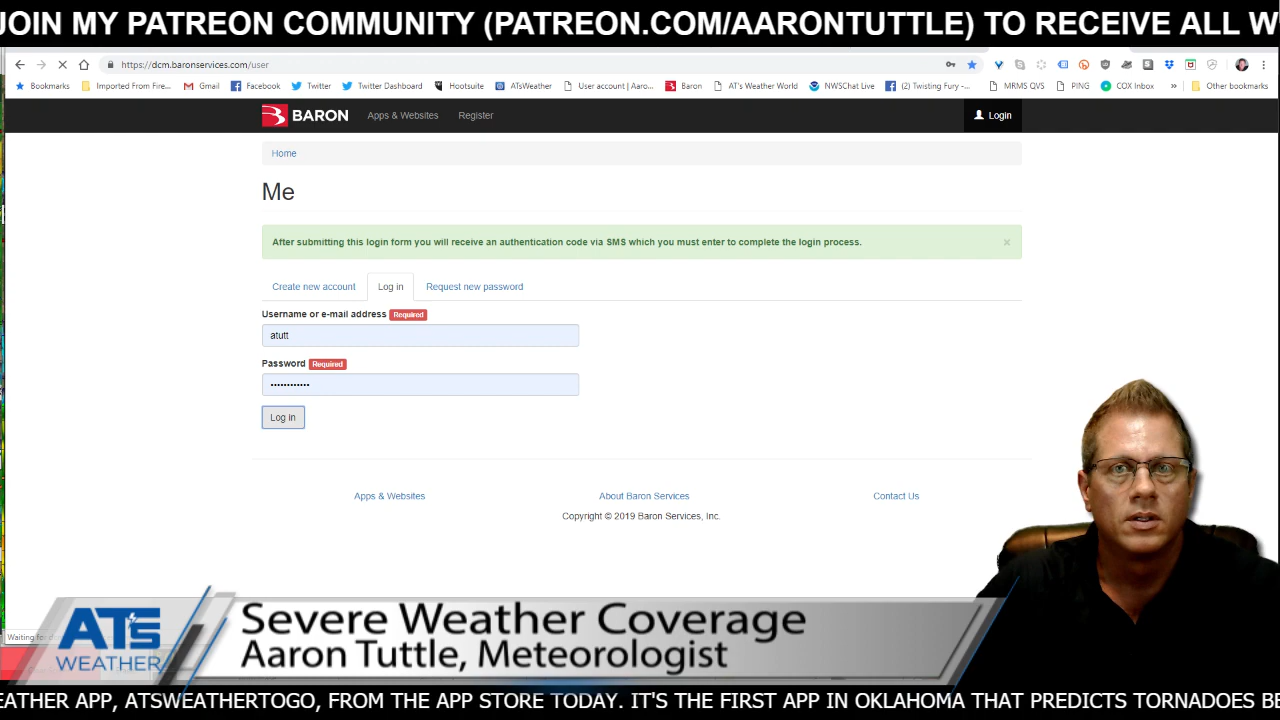 JOIN MY PATREON COMMUNITY (PATREON.COM/AARONTUTTLE) TO RECEIVE ALL W
https://dcm.baronservices.com/user
Bookmarks Imported From Fire... Gmail Facebook Twitter Twitter Dashboard Hootsuite ATsWeather User account | Aaro... Baron AT's Weather World NWSChat Live (2) Twisting Fury -... MRMS QVS PING COX Inbox » Other bookmarks
BARON Apps & Websites Register Login
Home
Me
After submitting this login form you will receive an authentication code via SMS which you must enter to complete the login process. ×
Create new account Log in Request new password
Username or e-mail address Required
atutt
Password Required
••••••••••••
Log in
Apps & Websites About Baron Services Contact Us
Copyright © 2019 Baron Services, Inc.
Waiting for
ATs WEATHER
Severe Weather Coverage
Aaron Tuttle, Meteorologist
EATHER APP, ATSWEATHERTOGO, FROM THE APP STORE TODAY. IT'S THE FIRST APP IN OKLAHOMA THAT PREDICTS TORNADOES BE